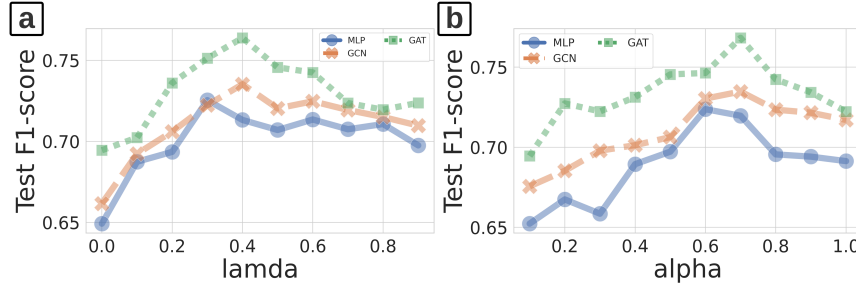 a
Test F1-score
0.75
0.70
0.65
MLP
GCN
GAT
0.0 0.2 0.4 0.6 0.8
lamda
b
Test F1-score
0.75
0.70
0.65
MLP
GCN
GAT
0.2 0.4 0.6 0.8 1.0
alpha